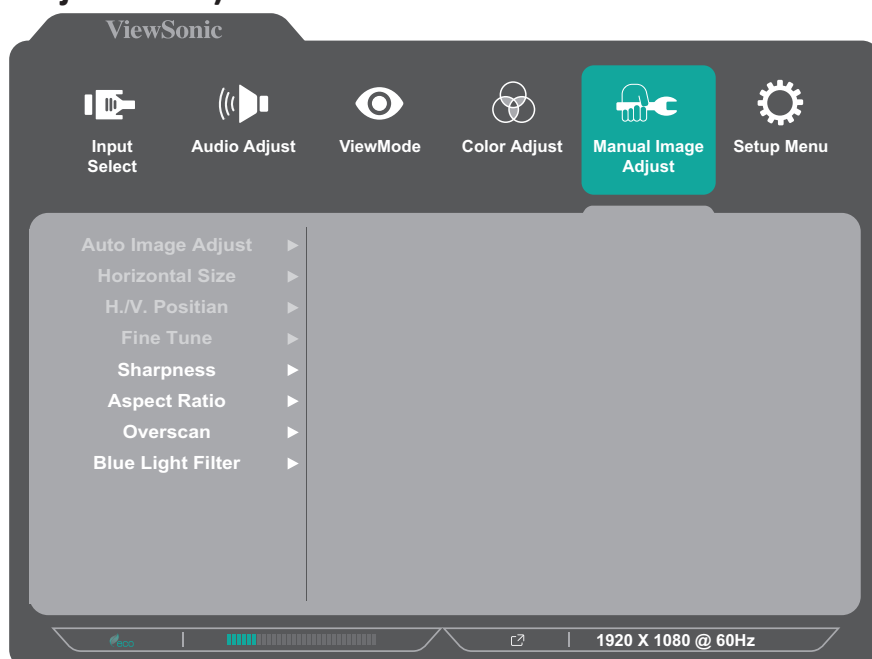 ViewSonic
Input
Select
Audio Adjust
ViewMode
Color Adjust
Manual Image
Adjust
Setup Menu
Auto Image Adjust
Horizontal Size
H./V. Positian
Fine Tune
Sharpness
Aspect Ratio
Overscan
Blue Light Filter
eco
1920 X 1080 @ 60Hz